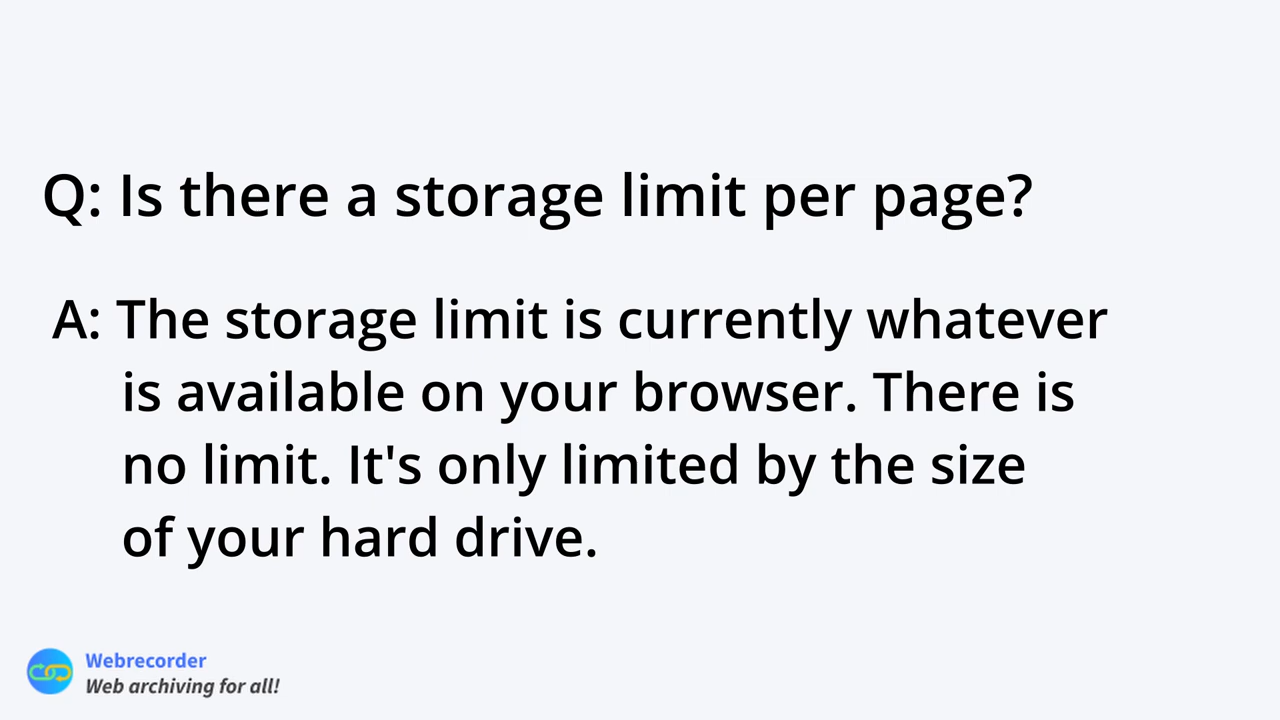 Q: Is there a storage limit per page?
A: The storage limit is currently whatever
is available on your browser. There is
no limit. It's only limited by the size
of your hard drive.
Webrecorder
Web archiving for all!